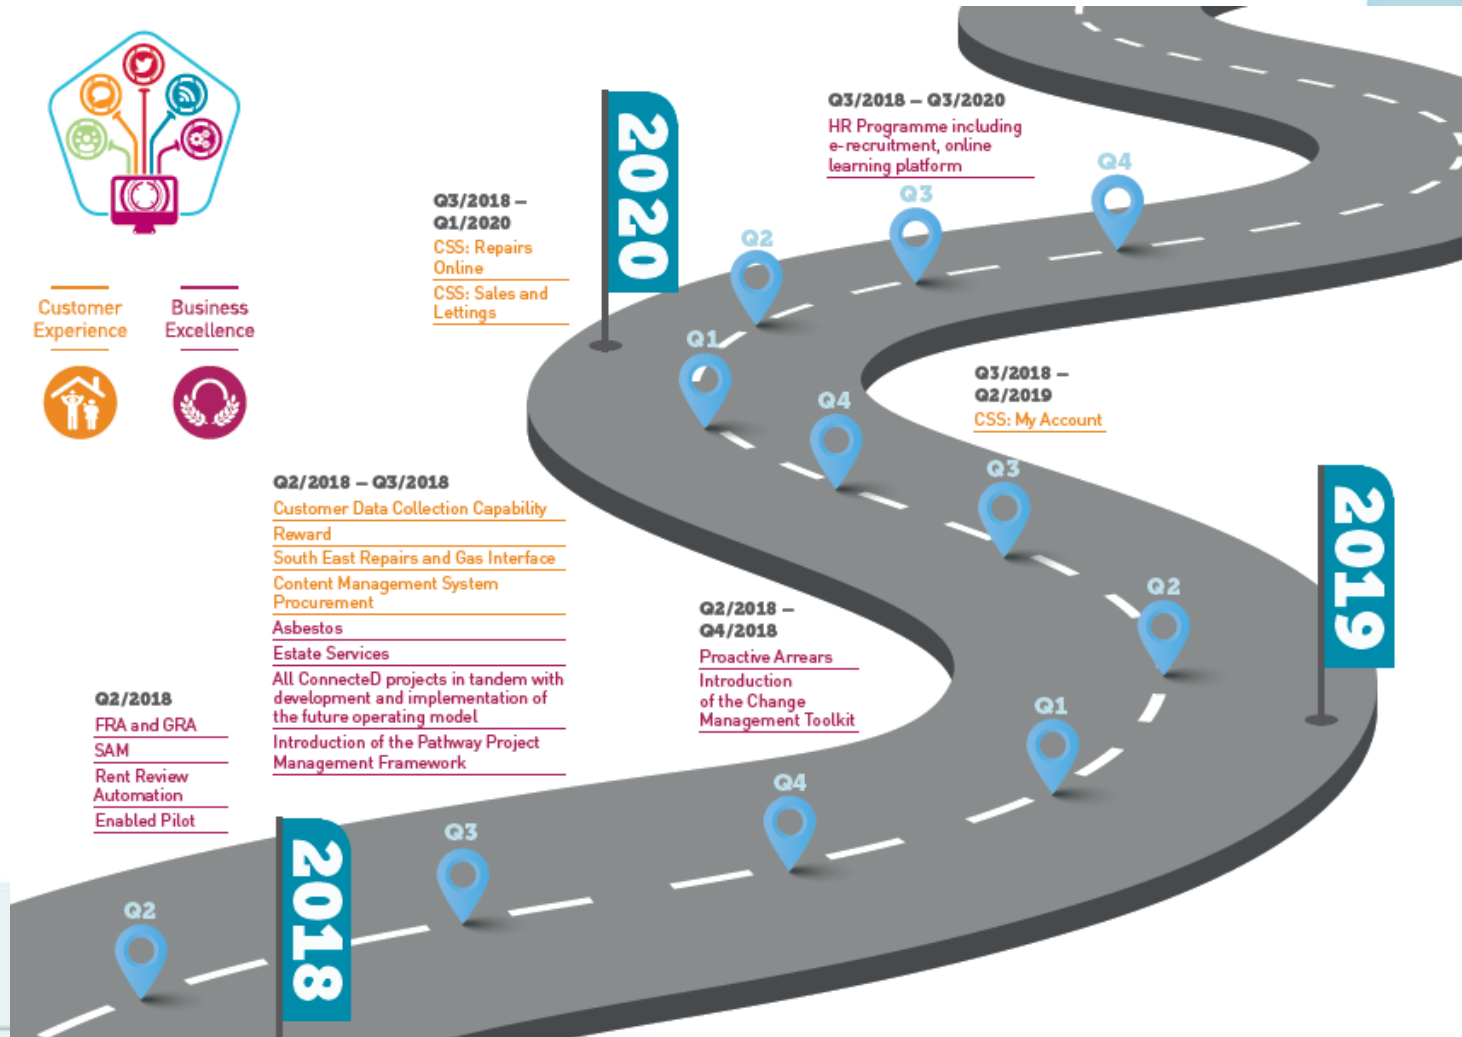 Customer
Experience
Business
Excellence
Q2/2018
FRA and GRA
SAM
Rent Review
Automation
Enabled Pilot
Q2/2018 – Q3/2018
Customer Data Collection Capability
Reward
South East Repairs and Gas Interface
Content Management System
Procurement
Asbestos
Estate Services
All ConnecteD projects in tandem with
development and implementation of
the future operating model
Introduction of the Pathway Project
Management Framework
Q2/2018 –
Q4/2018
Proactive Arrears
Introduction
of the Change
Management Toolkit
Q3/2018 –
Q2/2019
CSS: My Account
Q3/2018 –
Q1/2020
CSS: Repairs
Online
CSS: Sales and
Lettings
Q3/2018 – Q3/2020
HR Programme including
e-recruitment, online
learning platform
Q2
2018
Q3
Q4
Q1
2019
Q2
Q3
Q4
Q1
2020
Q2
Q3
Q4